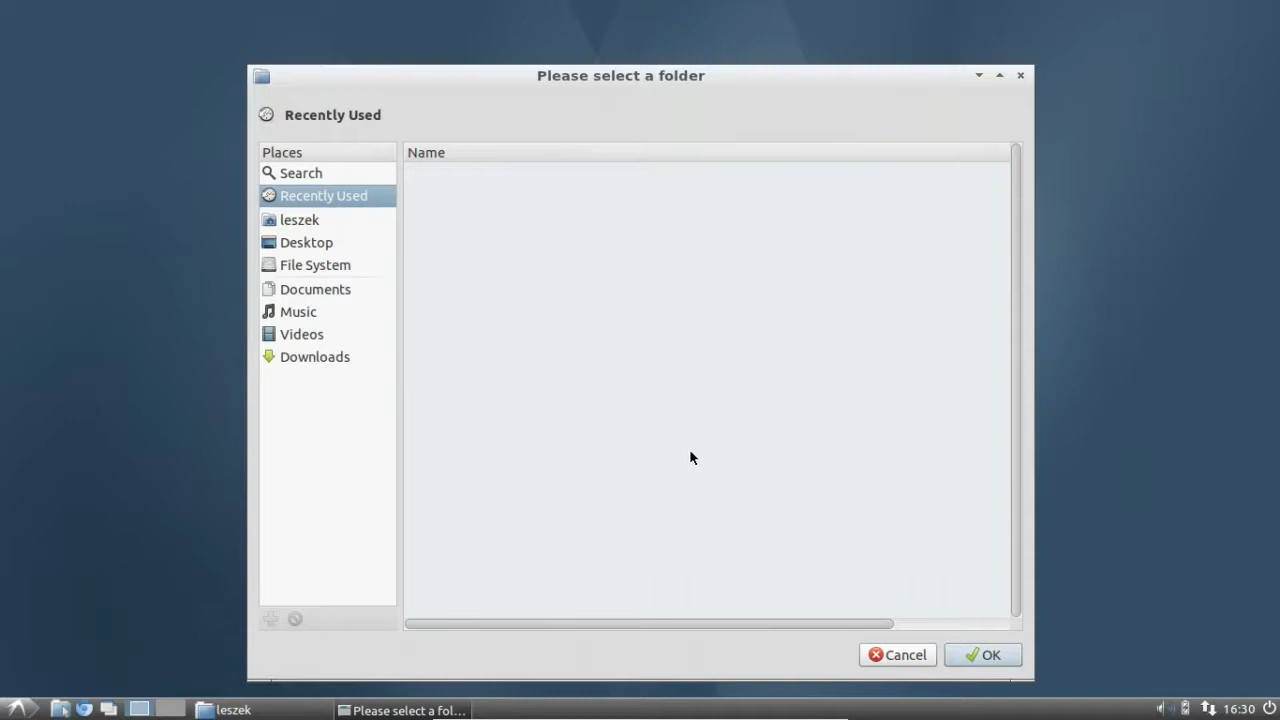 Please select a folder
Recently Used
Places
Name
Search
Recently Used
leszek
Desktop
File System
Documents
Music
Videos
Downloads
Cancel
OK
leszek
Please select a fol...
16:30